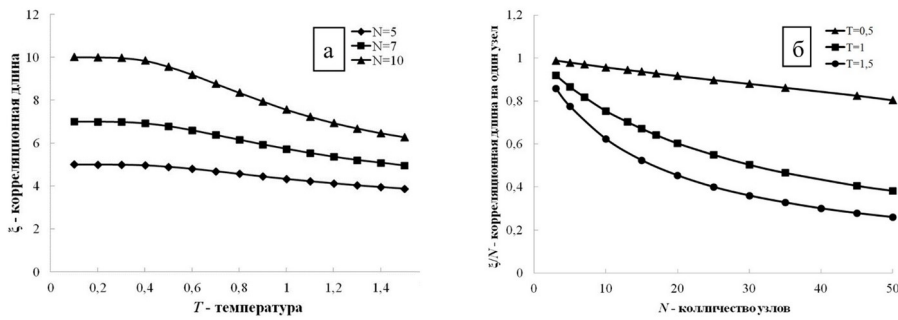 ξ - корреляционная длина
12
10
8
6
4
2
0
0
0,2
0,4
0,6
0,8
1
1,2
1,4
T - температура
а
N=5
N=7
N=10
ξ/N - корреляционная длина на один узел
1,2
1
0,8
0,6
0,4
0,2
0
0
10
20
30
40
50
N - колличество узлов
б
T=0,5
T=1
T=1,5